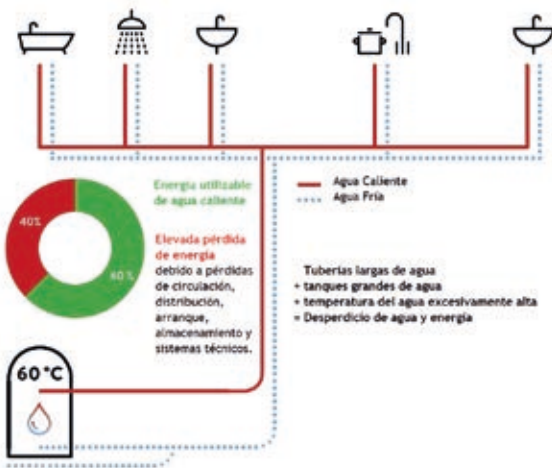 Energía utilizable
de agua caliente
40%
60%
Elevada pérdida
de energía
debido a pérdidas
de circulación,
distribución,
arranque,
almacenamiento y
sistemas técnicos.
Agua Caliente
Agua Fría
Tuberías largas de agua
+ tanques grandes de agua
+ temperatura del agua excesivamente alta
= Desperdicio de agua y energía
60°C